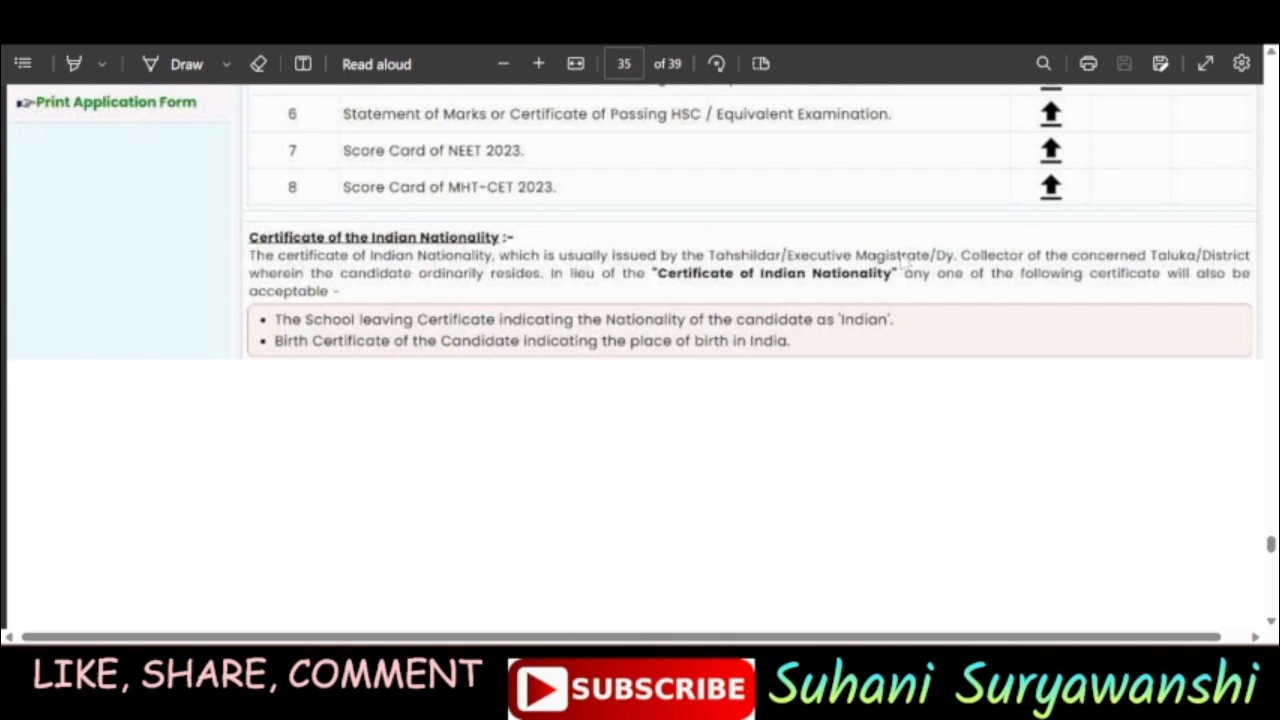 Draw
Read aloud
35 of 39
Print Application Form
6 Statement of Marks or Certificate of Passing HSC / Equivalent Examination.
7 Score Card of NEET 2023.
8 Score Card of MHT-CET 2023.
Certificate of the Indian Nationality :-
The certificate of Indian Nationality, which is usually issued by the Tahshildar/Executive Magistrate/Dy. Collector of the concerned Taluka/District
wherein the candidate ordinarily resides. In lieu of the "Certificate of Indian Nationality" any one of the following certificate will also be
acceptable -
• The School leaving Certificate indicating the Nationality of the candidate as 'Indian'.
• Birth Certificate of the Candidate indicating the place of birth in India.
LIKE, SHARE, COMMENT
SUBSCRIBE
Suhani Suryawanshi